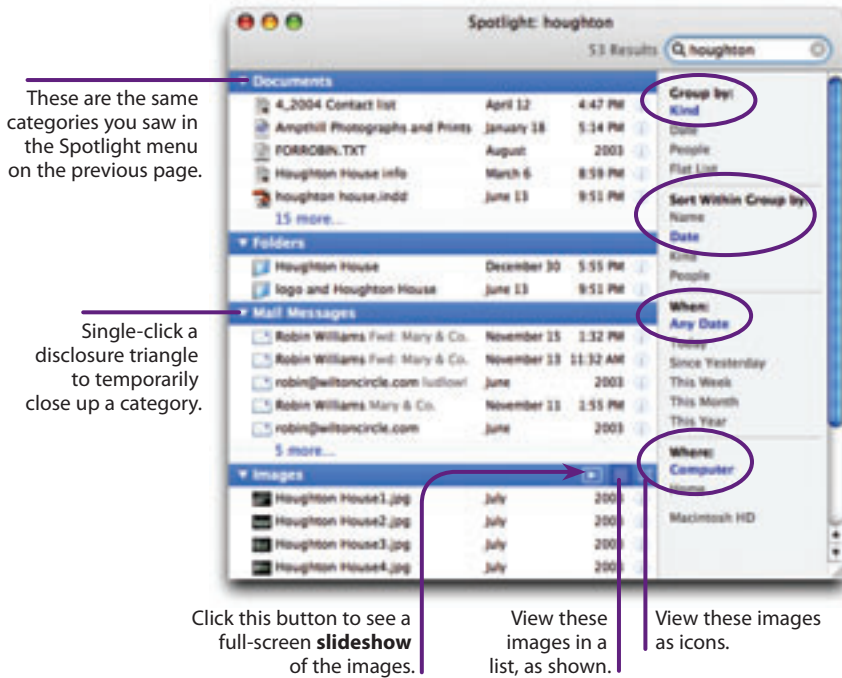 Spotlight: houghton
53 Results houghton
Documents
4_2004 Contact list April 12 4:47 PM
Ampthill Photographs and Prints January 18 5:14 PM
FORROBIN.TXT August 2003
Houghton House info March 6 8:59 PM
houghton house.indd June 13 9:51 PM
15 more...
Folders
Houghton House December 30 5:55 PM
logo and Houghton House June 13 9:51 PM
Mail Messages
Robin Williams Fwd: Mary & Co. November 15 1:32 PM
Robin Williams Fwd: Mary & Co. November 13 11:32 AM
robin@wiltoncircle.com ludlow! June 2003
Robin Williams Mary & Co. November 11 1:55 PM
robin@wiltoncircle.com June 2003
5 more...
Images
Houghton House1.jpg July 2003
Houghton House2.jpg July 2003
Houghton House3.jpg July 2003
Houghton House4.jpg July 2003
Group by:
Kind
Date
People
Flat List
Sort Within Group by:
Name
Date
Kind
People
When:
Any Date
Today
Since Yesterday
This Week
This Month
This Year
Where:
Computer
Home
Macintosh HD
These are the same
categories you saw in
the Spotlight menu
on the previous page.
Single-click a
disclosure triangle
to temporarily
close up a category.
Click this button to see a
full-screen slideshow
of the images.
View these
images in a
list, as shown.
View these images
as icons.